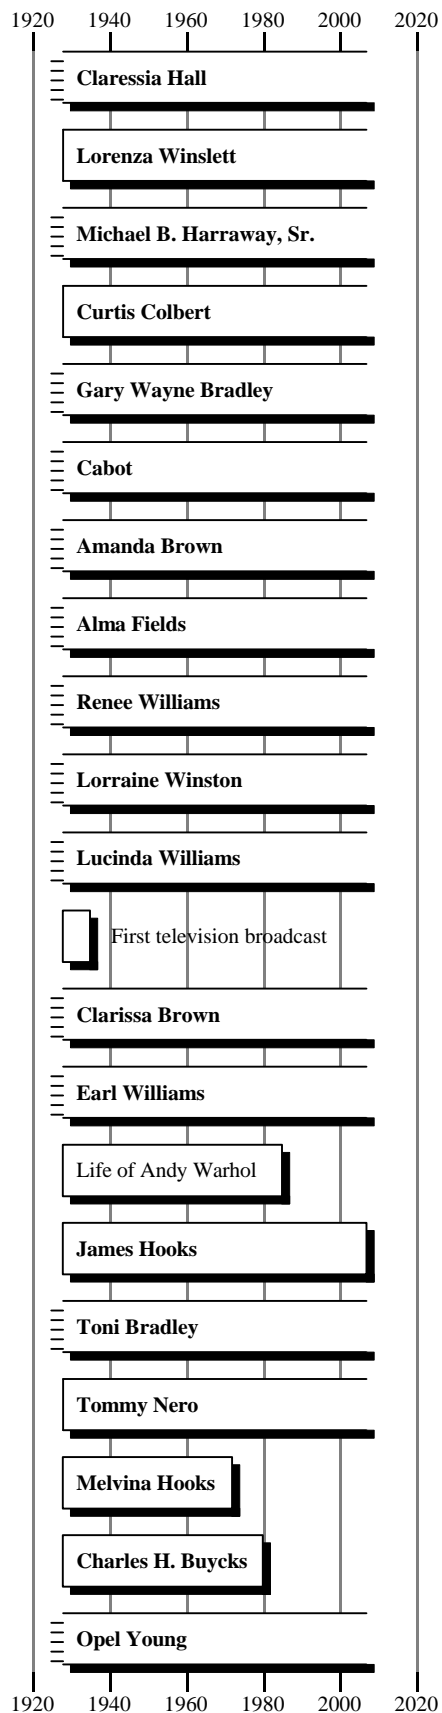 1920 1940 1960 1980 2000 2020
Claressia Hall
Lorenza Winslett
Michael B. Harraway, Sr.
Curtis Colbert
Gary Wayne Bradley
Cabot
Amanda Brown
Alma Fields
Renee Williams
Lorraine Winston
Lucinda Williams
First television broadcast
Clarissa Brown
Earl Williams
Life of Andy Warhol
James Hooks
Toni Bradley
Tommy Nero
Melvina Hooks
Charles H. Buycks
Opel Young
1920 1940 1960 1980 2000 2020